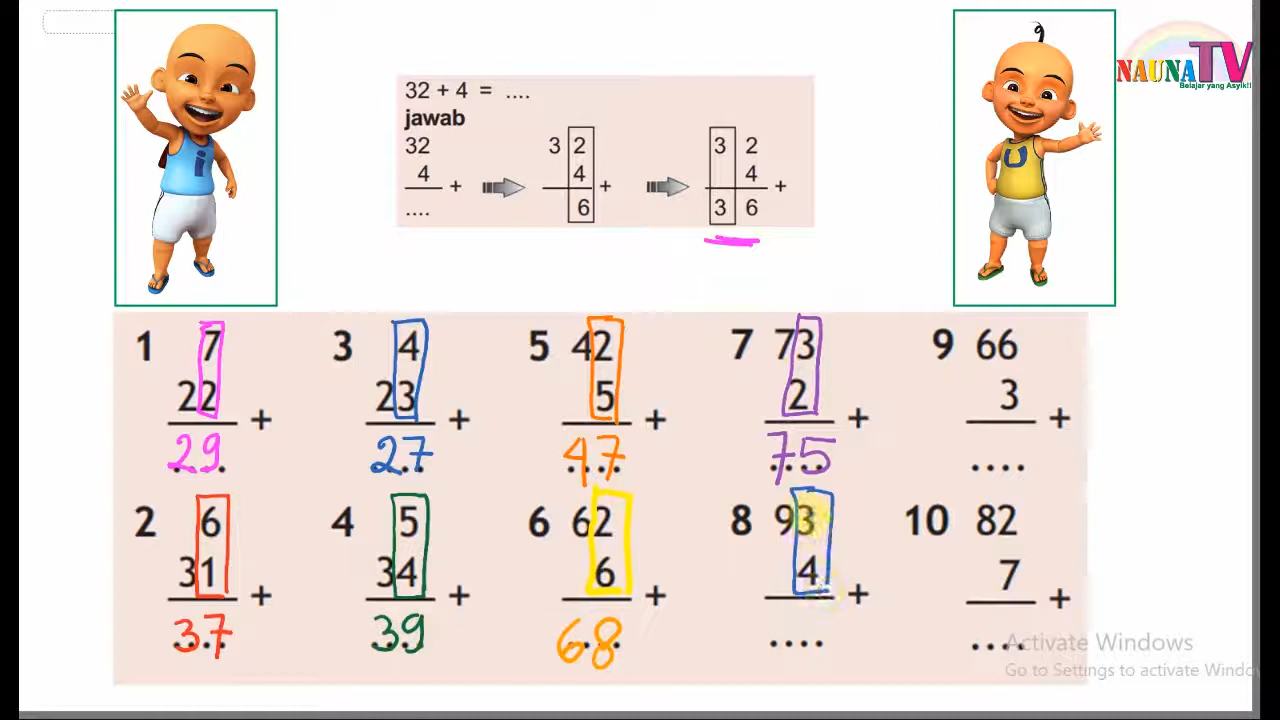 NAUNA TV
Belajar yang Asyik!!
32 + 4 = ....
jawab
32 3 2 3 2
4 4 4
+ + +
.... 6 3 6
1 7 3 4 5 42 7 73 9 66
22 + 23 + 5 + 2 + 3 +
29 27 47 75 ....
2 6 4 5 6 62 8 93 10 82
31 + 34 + 6 + 4 + 7 +
37 39 68 .... ....
Activate Windows
Go to Settings to activate Windo
i
U